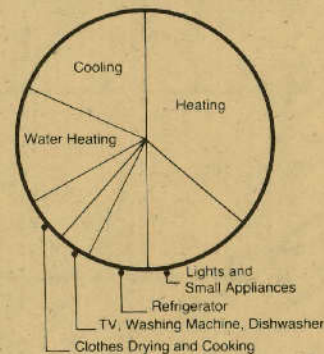 Cooling
Heating
Water Heating
Lights and
Small Appliances
Refrigerator
TV, Washing Machine, Dishwasher
Clothes Drying and Cooking